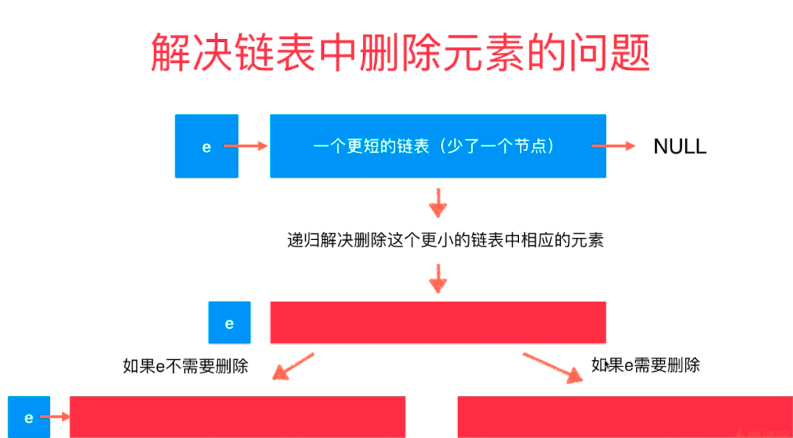 解决链表中删除元素的问题
e
一个更短的链表（少了一个节点）
NULL
递归解决删除这个更小的链表中相应的元素
e
如果e不需要删除
如果e需要删除
e